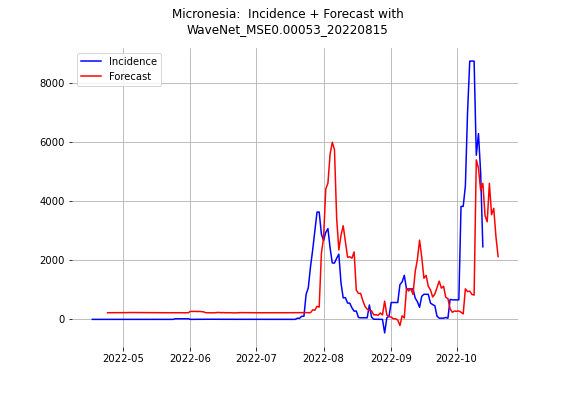 Micronesia:  Incidence + Forecast with
WaveNet_MSE0.00053_20220815
Incidence
Forecast
8000
6000
4000
2000
0
2022-05 2022-06 2022-07 2022-08 2022-09 2022-10